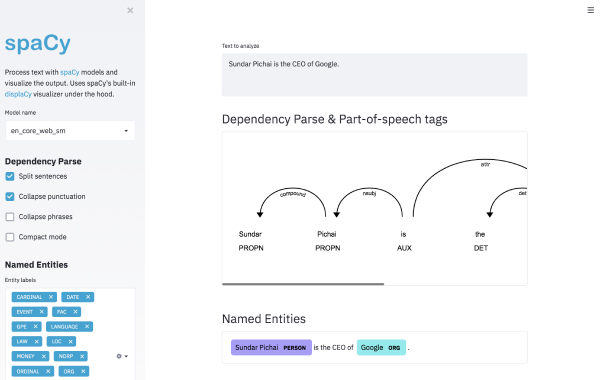 spaCy
Process text with spaCy models and
visualize the output. Uses spaCy's built-in
displaCy visualizer under the hood.
Model name
en_core_web_sm
Dependency Parse
Split sentences
Collapse punctuation
Collapse phrases
Compact mode
Named Entities
Entity labels
CARDINAL × DATE ×
EVENT × FAC ×
GPE × LANGUAGE ×
LAW × LOC ×
MONEY × NORP ×
ORDINAL × ORG ×
Text to analyze
Sundar Pichai is the CEO of Google.
Dependency Parse & Part-of-speech tags
attr
compound nsubj det
Sundar Pichai is the
PROPN PROPN AUX DET
Named Entities
Sundar Pichai PERSON is the CEO of Google ORG .